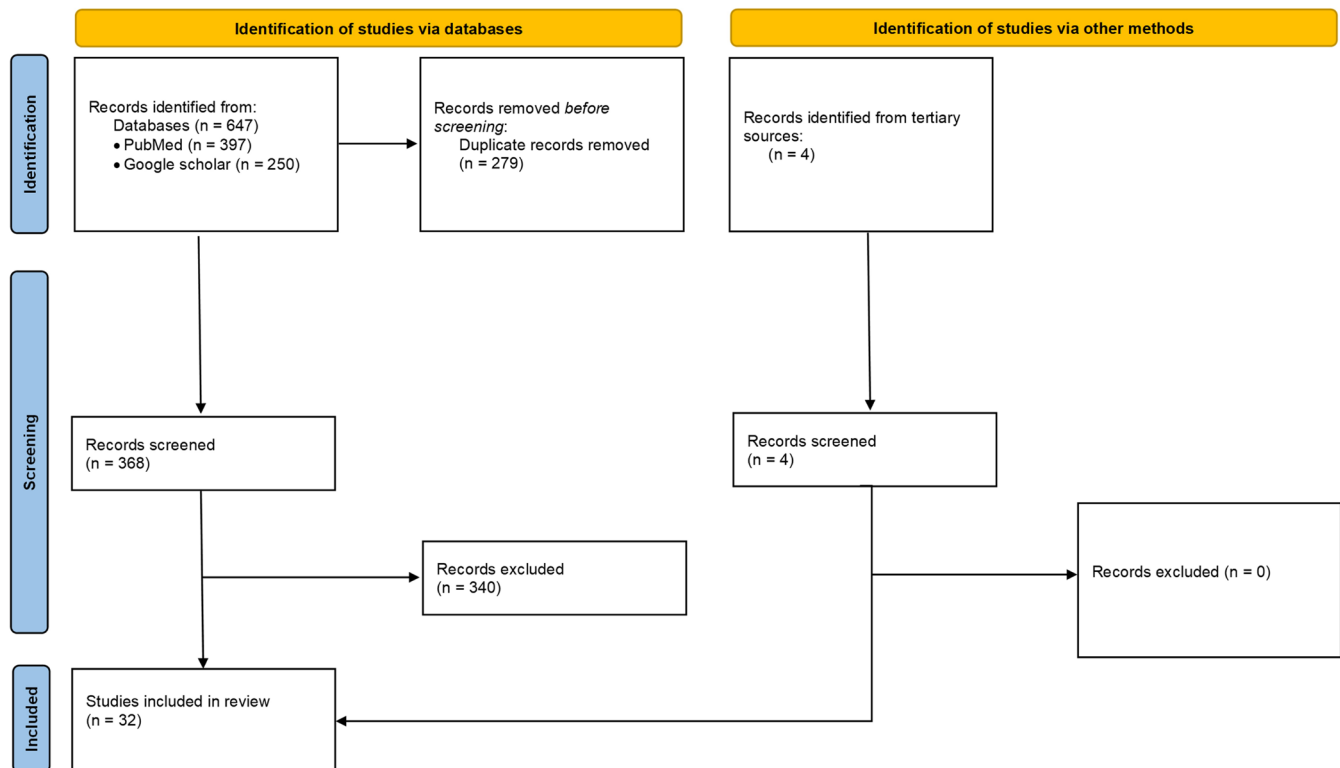 Identification of studies via databases
Identification of studies via other methods
Identification
Records identified from:
Databases (n = 647)
• PubMed (n = 397)
• Google scholar (n = 250)
Records removed before
screening:
Duplicate records removed
(n = 279)
Records identified from tertiary
sources:
(n = 4)
Screening
Records screened
(n = 368)
Records screened
(n = 4)
Records excluded
(n = 340)
Records excluded (n = 0)
Included
Studies included in review
(n = 32)